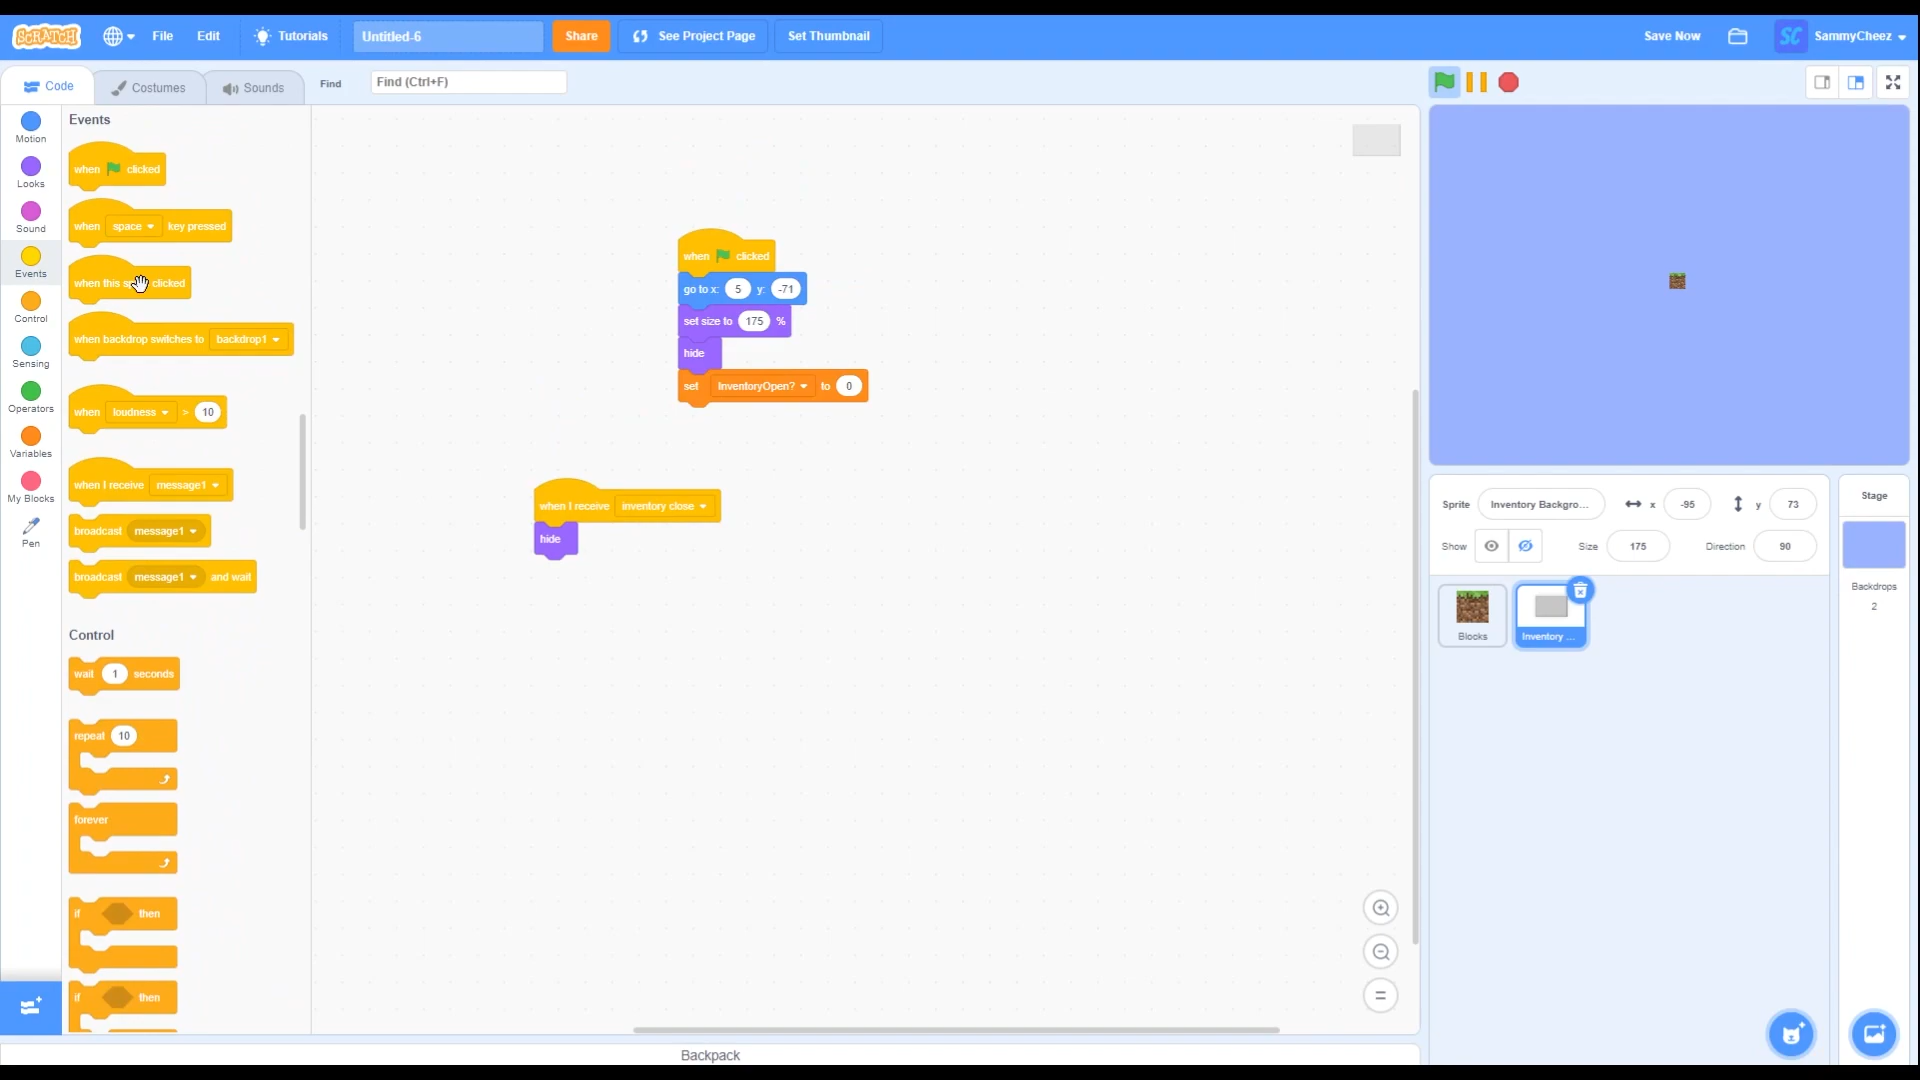 SCRATCH File Edit Tutorials Untitled-6 Share See Project Page Set Thumbnail Save Now SC SammyCheez
Code Costumes Sounds Find Find (Ctrl+F)
Motion
Looks
Sound
Events
Control
Sensing
Operators
Variables
My Blocks
Pen
Events
when clicked
when space key pressed
when this clicked
when backdrop switches to backdrop1
when loudness > 10
when I receive message1
broadcast message1
broadcast message1 and wait
Control
wait 1 seconds
repeat 10
forever
if then
if then
when clicked
go to x: 5 y: -71
set size to 175 %
hide
set InventoryOpen? to 0
when I receive inventory close
hide
Backpack
Sprite Inventory Backgro... x -95 y 73
Show Size 175 Direction 90
Blocks
Inventory ...
Stage
Backdrops
2